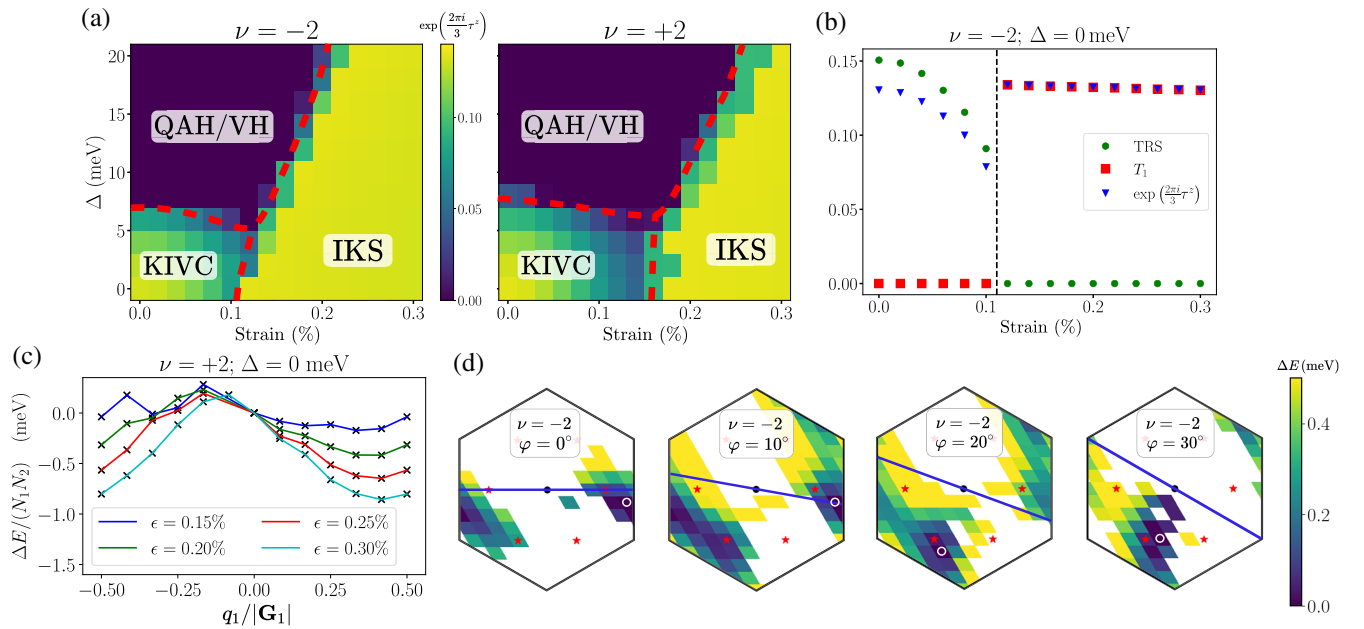 (a)
ν = −2
exp(2πi/3 τ^z)
ν = +2
Δ (meV)
20
15
10
5
0
QAH/VH
KIVC
IKS
0.0 0.1 0.2 0.3
Strain (%)
0.10
0.05
0.00
QAH/VH
KIVC
IKS
0.0 0.1 0.2 0.3
Strain (%)
(b)
ν = −2; Δ = 0 meV
0.15
0.10
0.05
0.00
TRS
T₁
exp(2πi/3 τ^z)
0.0 0.1 0.2 0.3
Strain (%)
(c)
ν = +2; Δ = 0 meV
ΔE/(N₁N₂) (meV)
0.0
−0.5
−1.0
−1.5
ϵ = 0.15% ϵ = 0.25%
ϵ = 0.20% ϵ = 0.30%
−0.50 −0.25 0.00 0.25 0.50
q₁/|G₁|
(d)
ν = −2
φ = 0°
ν = −2
φ = 10°
ν = −2
φ = 20°
ν = −2
φ = 30°
ΔE(meV)
0.4
0.2
0.0